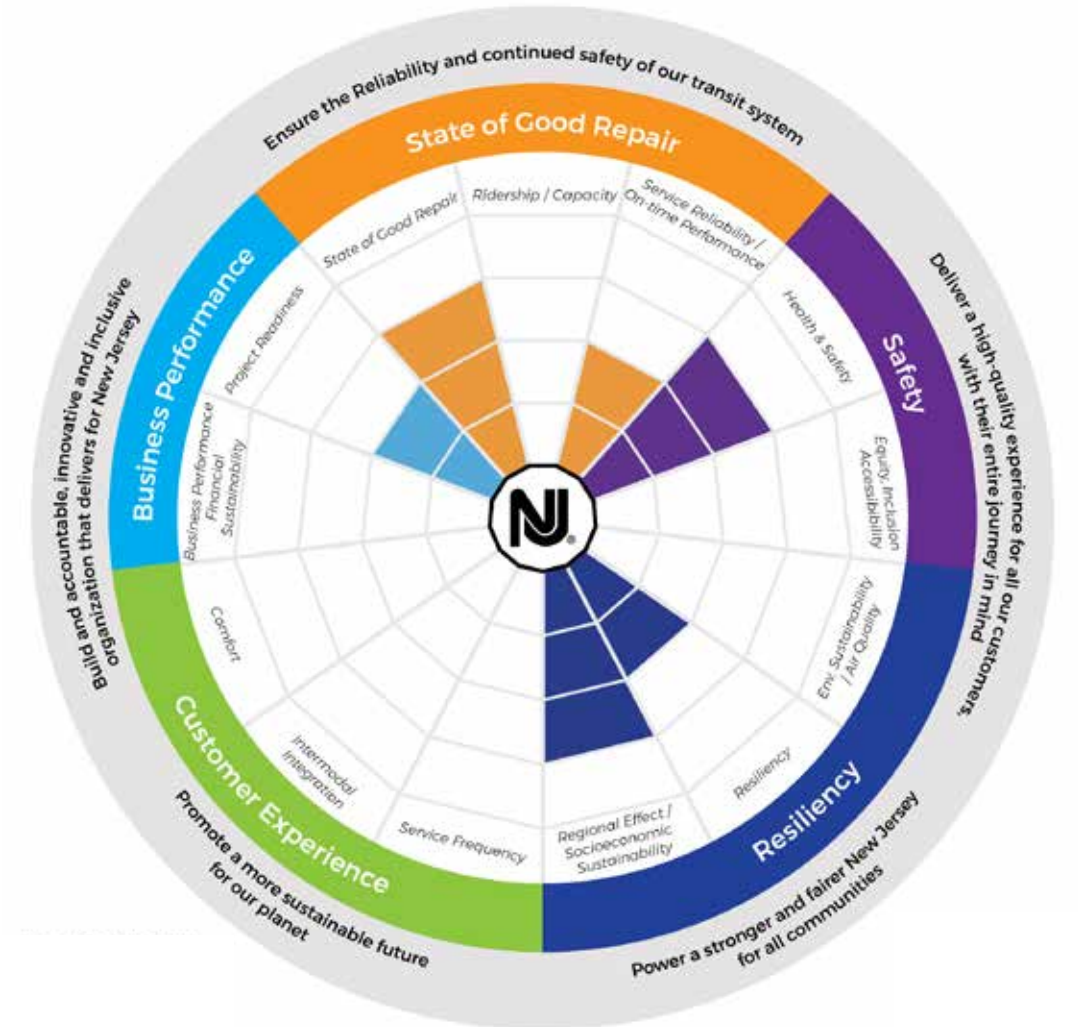 Ensure the Reliability and continued safety of our transit system
State of Good Repair
State of Good Repair
Ridership / Capacity
Service Reliability /
On-time Performance
Safety
Health & Safety
Equity, Inclusion
Accessibibility
Deliver a high-quality experience for all our customers,
with their entire journey in mind
Resiliency
Env. Sustainability
/ Air Quality
Resiliency
Regional Effect /
Socioeconomic
Sustainability
Power a stronger and fairer New Jersey
for all communities
Customer Experience
Service Frequency
Intermodal
Integration
Comfort
Promote a more sustainable future
for our planet
Business Performance
Business Performance
Financial
Sustainability
Project Readiness
Build and accountable, innovative and inclusive
organization that delivers for New Jersey
NJ
®